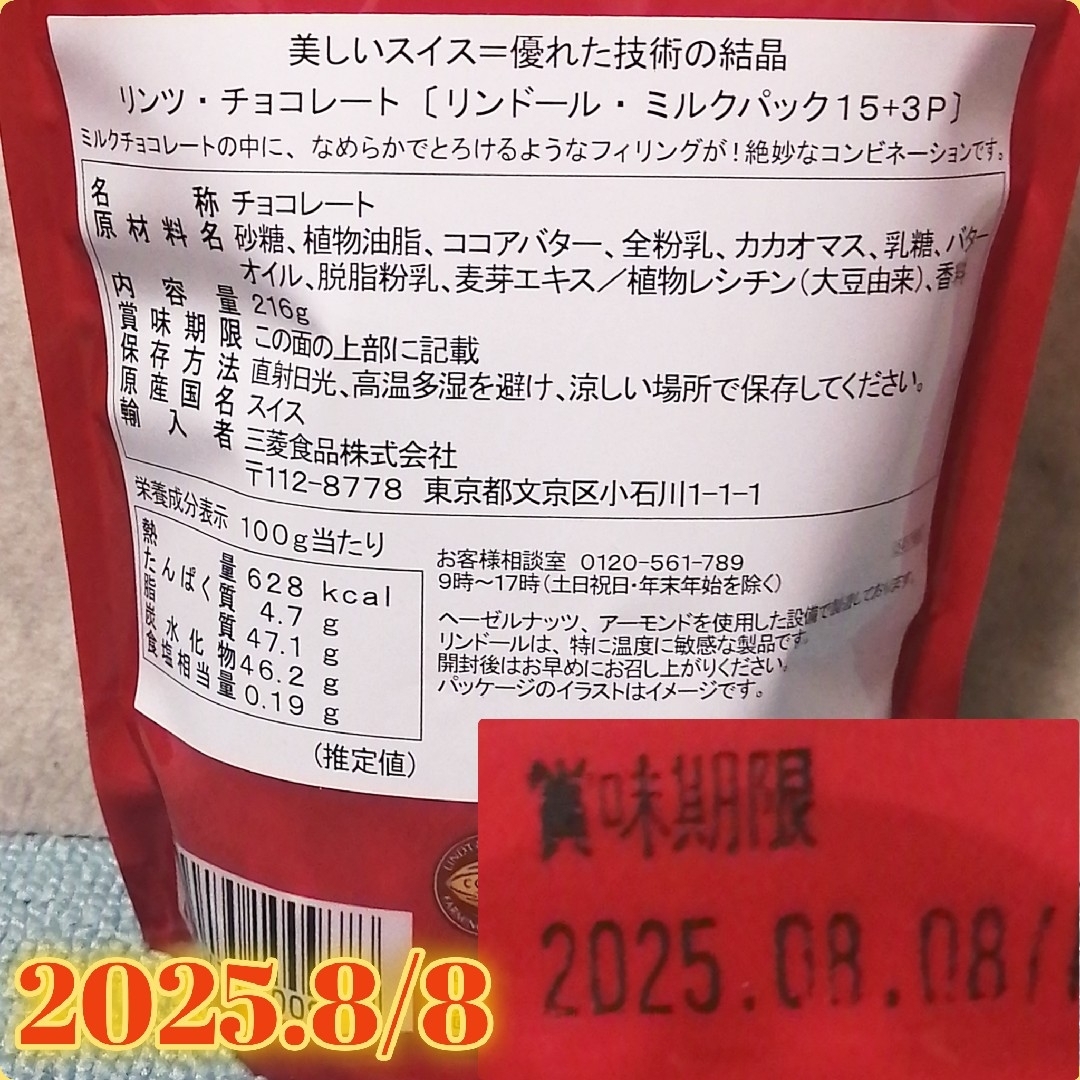 美しいスイス=優れた技術の結晶
リンツ・チョコレート〔リンドール・ミルクパック15+3P〕
ミルクチョコレートの中に、なめらかでとろけるようなフィリングが!絶妙なコンビネーションです。
名称 チョコレート
原材料名 砂糖、植物油脂、ココアバター、全粉乳、カカオマス、乳糖、バター
オイル、脱脂粉乳、麦芽エキス/植物レシチン(大豆由来)、香料
内容量 216g
賞味期限 この面の上部に記載
保存方法 直射日光、高温多湿を避け、涼しい場所で保存してください。
原産国名 スイス
輸入者 三菱食品株式会社
〒112-8778 東京都文京区小石川1-1-1
栄養成分表示 100g当たり
熱量 628 kcal
たんぱく質 4.7 g
脂質 47.1 g
炭水化物 46.2 g
食塩相当量 0.19 g
(推定値)
お客様相談室 0120-561-789
9時~17時(土日祝日・年末年始を除く)
ヘーゼルナッツ、アーモンドを使用した設備で製造しております。
リンドールは、特に温度に敏感な製品です。
開封後はお早めにお召し上がりください。
パッケージのイラストはイメージです。
賞味期限
2025.08.08/
2025.8/8